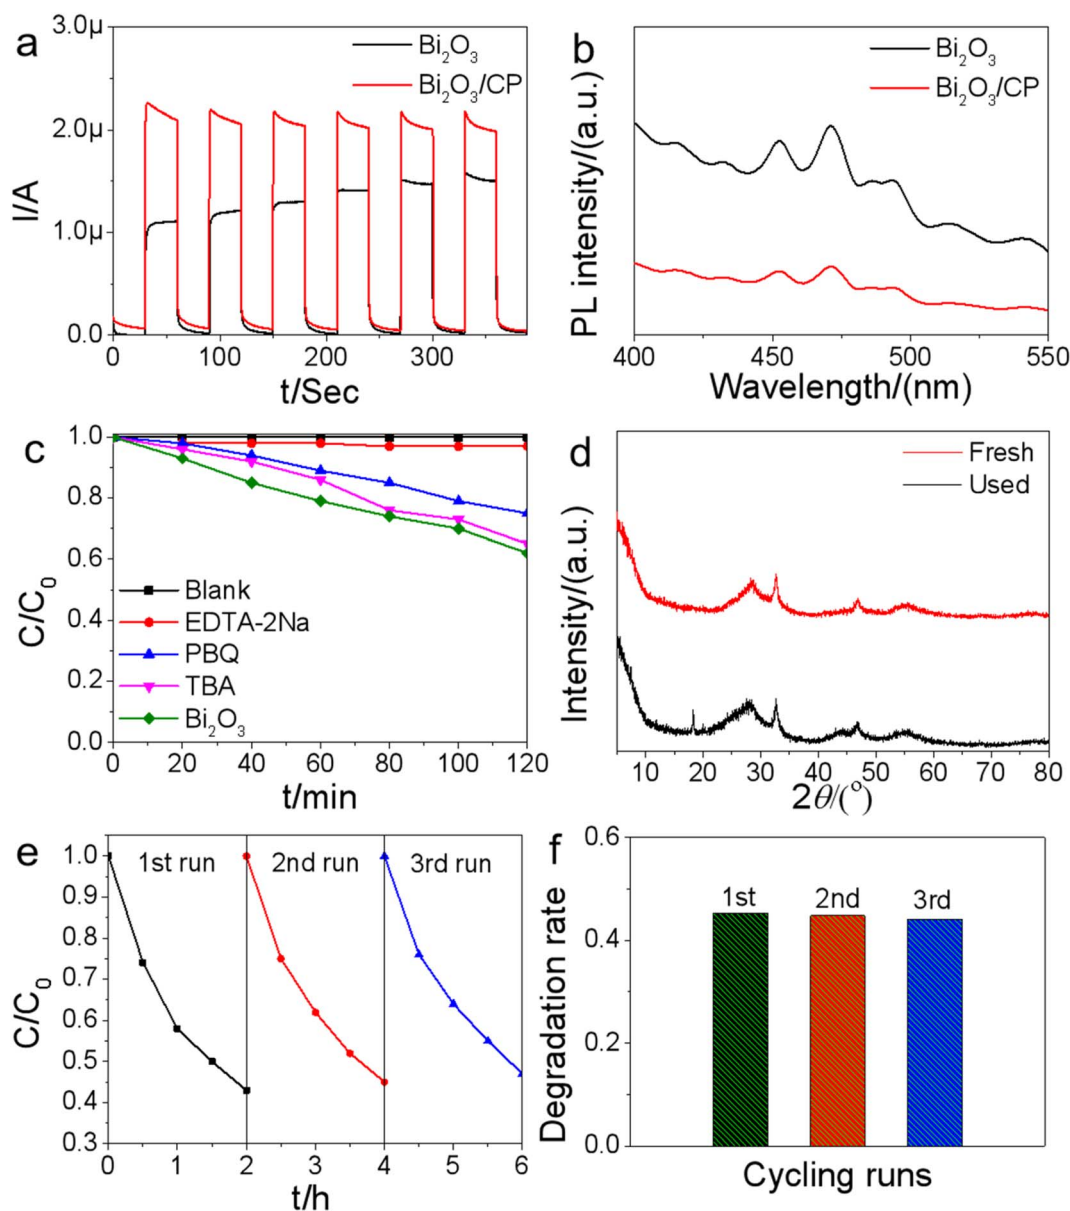 a
3.0µ
2.0µ
1.0µ
0.0
I/A
Bi₂O₃
Bi₂O₃/CP
0 100 200 300
t/Sec
b
PL intensity/(a.u.)
Bi₂O₃
Bi₂O₃/CP
400 450 500 550
Wavelength/(nm)
c
1.0
0.8
0.6
0.4
0.2
0.0
C/C₀
Blank
EDTA-2Na
PBQ
TBA
Bi₂O₃
0 20 40 60 80 100 120
t/min
d
Intensity/(a.u.)
Fresh
Used
10 20 30 40 50 60 70 80
2θ/(°)
e
1.0
0.9
0.8
0.7
0.6
0.5
0.4
0.3
C/C₀
1st run 2nd run 3rd run
0 1 2 3 4 5 6
t/h
f
0.6
0.4
0.2
0.0
Degradation rate
1st 2nd 3rd
Cycling runs